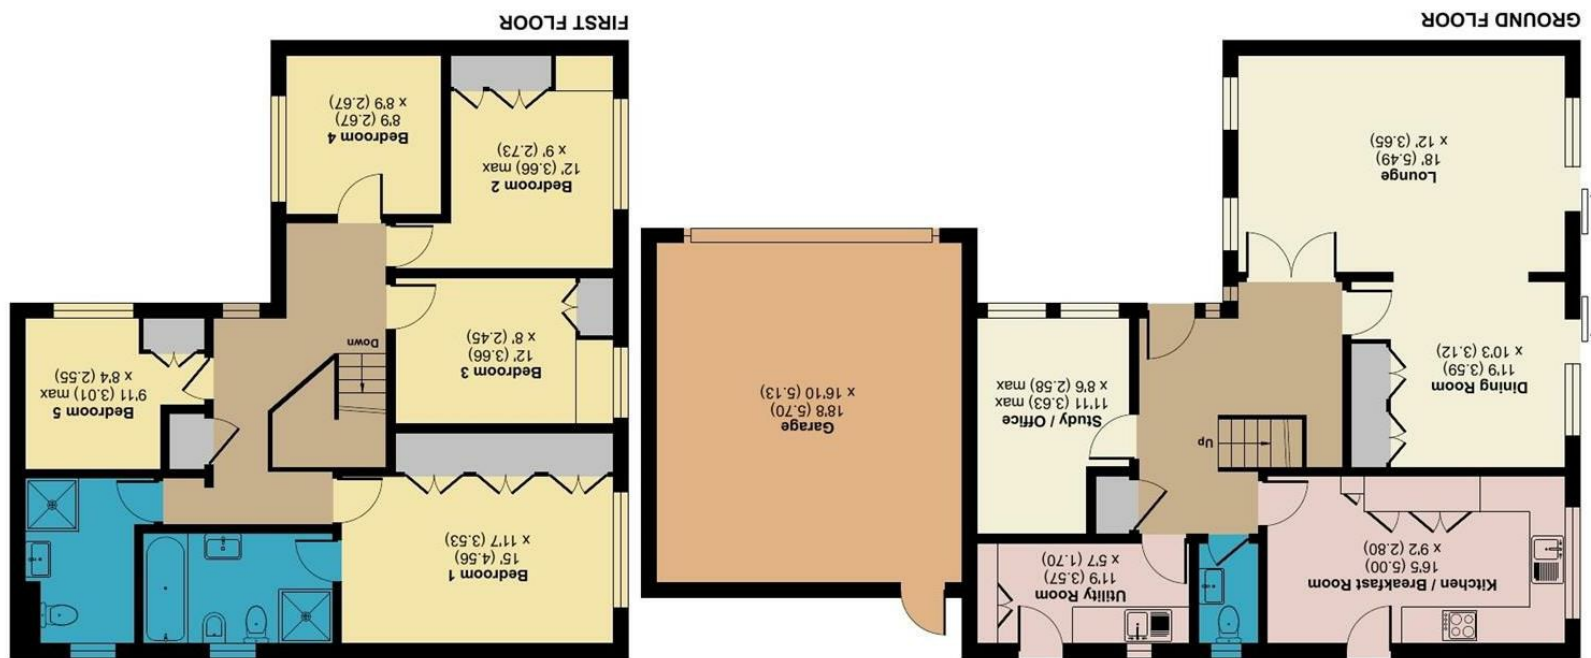 GROUND FLOOR
FIRST FLOOR
Kitchen / Breakfast Room
16'5 (5.00)
x 9'2 (2.80)
Utility Room
11'9 (3.57)
x 5'7 (1.70)
Dining Room
11'9 (3.59)
x 10'3 (3.12)
Up
Study / Office
11'11 (3.63) max
x 8'6 (2.58) max
Lounge
18' (5.49)
x 12' (3.65)
Garage
18'8 (5.70)
x 16'10 (5.13)
Bedroom 1
15' (4.56)
x 11'7 (3.53)
Bedroom 3
12' (3.66)
x 8' (2.45)
Down
Bedroom 5
9'11 (3.01) max
x 8'4 (2.55)
Bedroom 2
12' (3.66) max
x 9' (2.73)
Bedroom 4
8'9 (2.67)
x 8'9 (2.67)